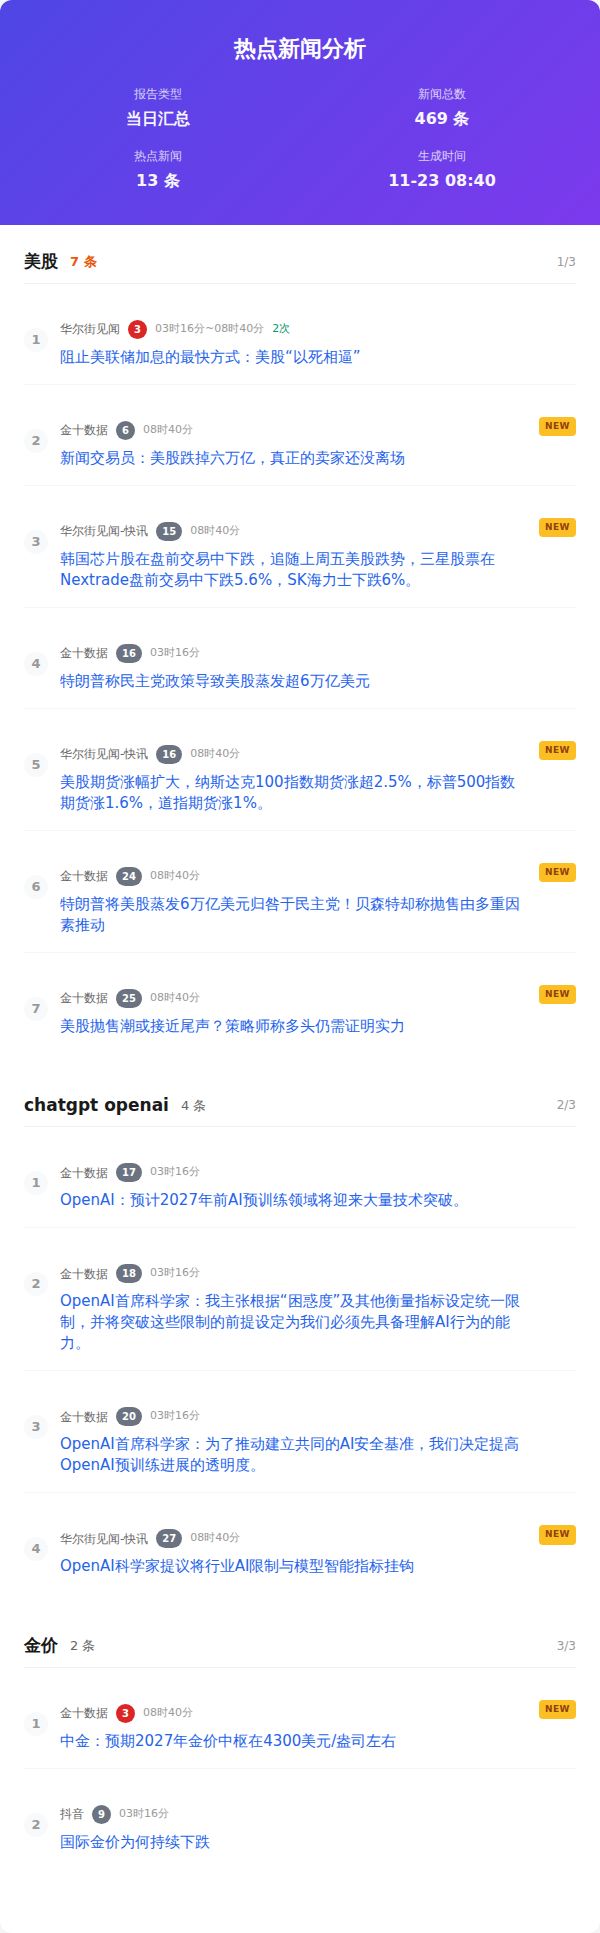 热点新闻分析
报告类型
新闻总数
当日汇总
469 条
热点新闻
生成时间
13 条
11-23 08:40
美股 7 条 1/3
1
华尔街见闻 3 03时16分~08时40分 2次
阻止美联储加息的最快方式：美股“以死相逼”
2
金十数据 6 08时40分 NEW
新闻交易员：美股跌掉六万亿，真正的卖家还没离场
3
华尔街见闻-快讯 15 08时40分 NEW
韩国芯片股在盘前交易中下跌，追随上周五美股跌势，三星股票在
Nextrade盘前交易中下跌5.6%，SK海力士下跌6%。
4
金十数据 16 03时16分
特朗普称民主党政策导致美股蒸发超6万亿美元
5
华尔街见闻-快讯 16 08时40分 NEW
美股期货涨幅扩大，纳斯达克100指数期货涨超2.5%，标普500指数
期货涨1.6%，道指期货涨1%。
6
金十数据 24 08时40分 NEW
特朗普将美股蒸发6万亿美元归咎于民主党！贝森特却称抛售由多重因
素推动
7
金十数据 25 08时40分 NEW
美股抛售潮或接近尾声？策略师称多头仍需证明实力
chatgpt openai 4 条 2/3
1
金十数据 17 03时16分
OpenAI：预计2027年前AI预训练领域将迎来大量技术突破。
2
金十数据 18 03时16分
OpenAI首席科学家：我主张根据“困惑度”及其他衡量指标设定统一限
制，并将突破这些限制的前提设定为我们必须先具备理解AI行为的能
力。
3
金十数据 20 03时16分
OpenAI首席科学家：为了推动建立共同的AI安全基准，我们决定提高
OpenAI预训练进展的透明度。
4
华尔街见闻-快讯 27 08时40分 NEW
OpenAI科学家提议将行业AI限制与模型智能指标挂钩
金价 2 条 3/3
1
金十数据 3 08时40分 NEW
中金：预期2027年金价中枢在4300美元/盎司左右
2
抖音 9 03时16分
国际金价为何持续下跌